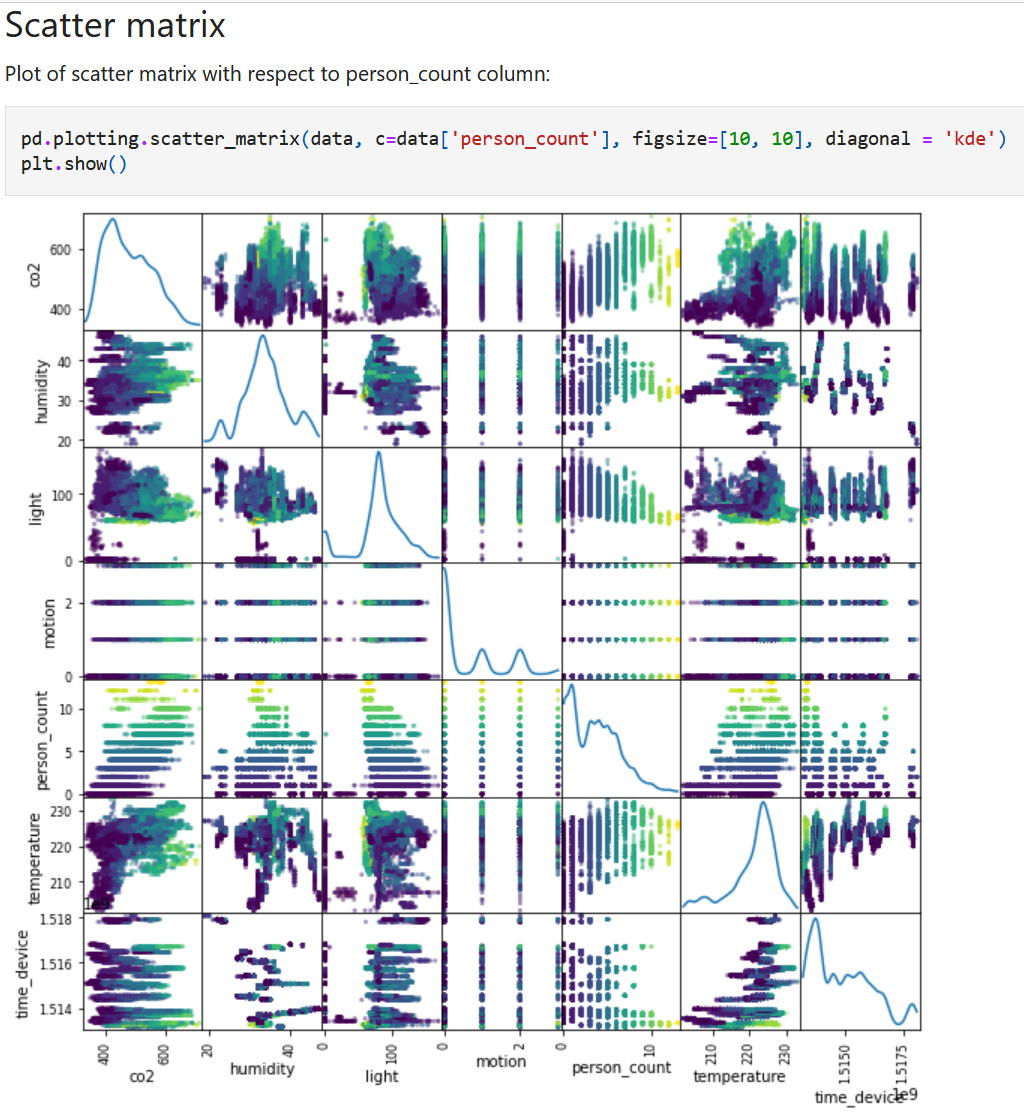 Scatter matrix
Plot of scatter matrix with respect to person_count column:
pd.plotting.scatter_matrix(data, c=data['person_count'], figsize=[10, 10], diagonal = 'kde')
plt.show()
600
400
co2
40
30
20
humidity
100
0
light
2
0
motion
10
5
0
person_count
230
220
210
temperature
1e9
1.518
1.516
1.514
time_device
400
600
co2
20
40
humidity
0
100
light
0
2
motion
0
10
person_count
210
220
230
temperature
1.5150
1.5175
time_device
1e9